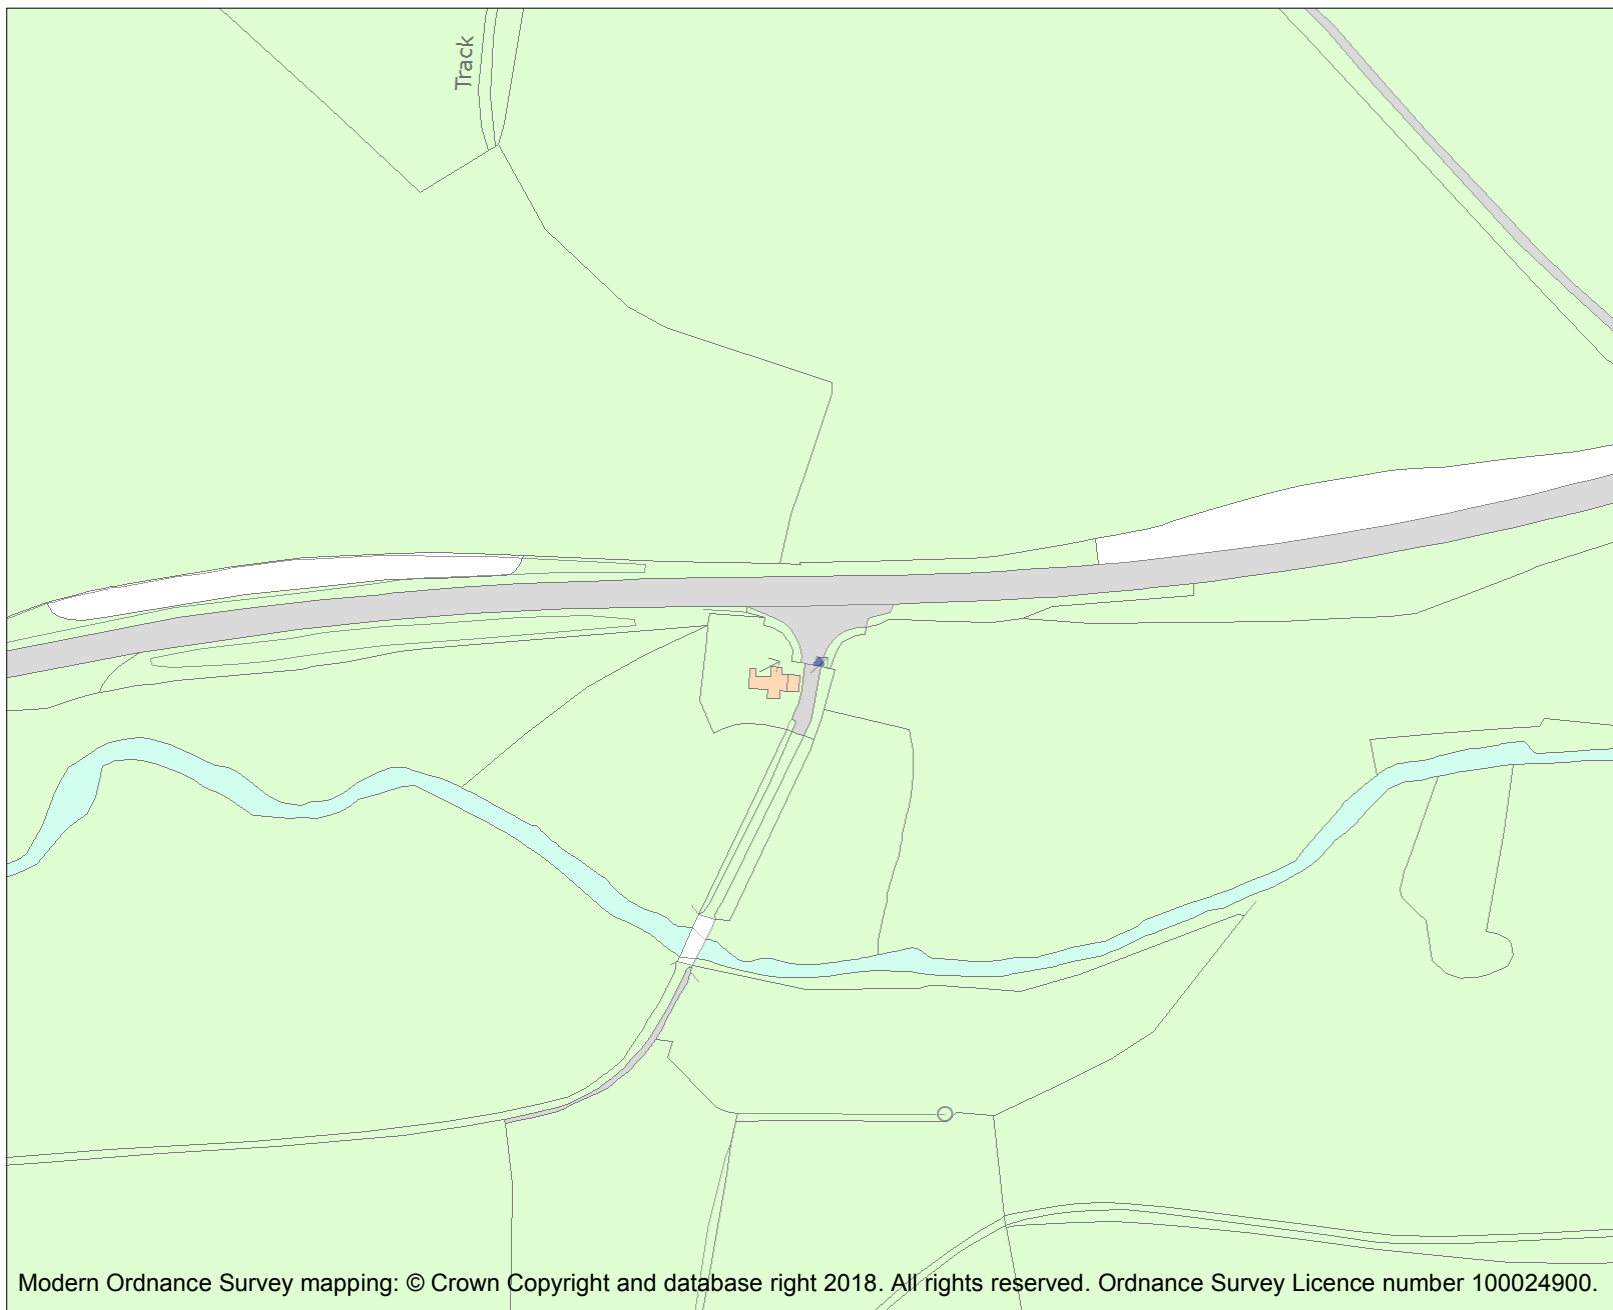 Track
Modern Ordnance Survey mapping: © Crown Copyright and database right 2018. All rights reserved. Ordnance Survey Licence number 100024900.